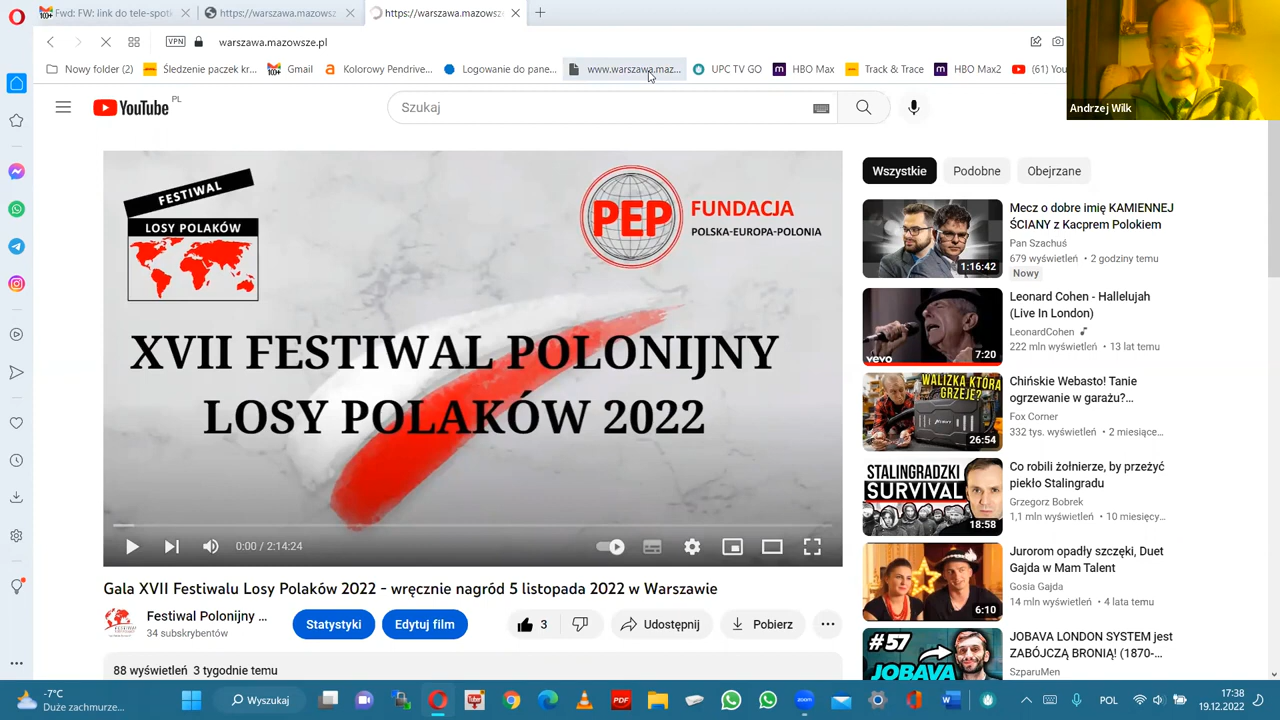 Fwd: FW: link do tele-spot
https://warszawa.mazowsz
https://warszawa.mazowsz
VPN
warszawa.mazowsze.pl
Nowy folder (2)
Śledzenie paczek kr...
Gmail
Kolorowy Pendrive...
Logowanie do pane...
www.warszawa.maz...
UPC TV GO
HBO Max
Track & Trace
HBO Max2
(61) You
Andrzej Wilk
YouTube PL
Szukaj
FESTIWAL
LOSY POLAKÓW
PEP
FUNDACJA
POLSKA-EUROPA-POLONIA
XVII FESTIWAL POLONIJNY
LOSY POLAKÓW 2022
0:00 / 2:14:24
Gala XVII Festiwalu Losy Polaków 2022 - wręcznie nagród 5 listopada 2022 w Warszawie
Festiwal Polonijny ...
34 subskrybentów
Statystyki
Edytuj film
3
Udostępnij
Pobierz
88 wyświetleń 3 tygodnie temu
Wszystkie
Podobne
Obejrzane
1:16:42
Mecz o dobre imię KAMIENNEJ
ŚCIANY z Kacprem Polokiem
Pan Szachuś
679 wyświetleń • 2 godziny temu
Nowy
vevo
7:20
Leonard Cohen - Hallelujah
(Live In London)
LeonardCohen
222 mln wyświetleń • 13 lat temu
WALIZKA KTÓRA
GRZEJE?
26:54
Chińskie Webasto! Tanie
ogrzewanie w garażu?...
Fox Corner
332 tys. wyświetleń • 2 miesiące...
STALINGRADZKI
SURVIVAL
18:58
Co robili żołnierze, by przeżyć
piekło Stalingradu
Grzegorz Bobrek
1,1 mln wyświetleń • 10 miesięcy...
6:10
Jurorom opadły szczęki, Duet
Gajda w Mam Talent
Gosia Gajda
14 mln wyświetleń • 4 lata temu
#57
JOBAVA
JOBAVA LONDON SYSTEM jest
ZABÓJCZĄ BRONIĄ! (1870-...
SzparuMen
-7°C
Duże zachmurze...
Wyszukaj
PDF
zoom
POL
17:38
19.12.2022